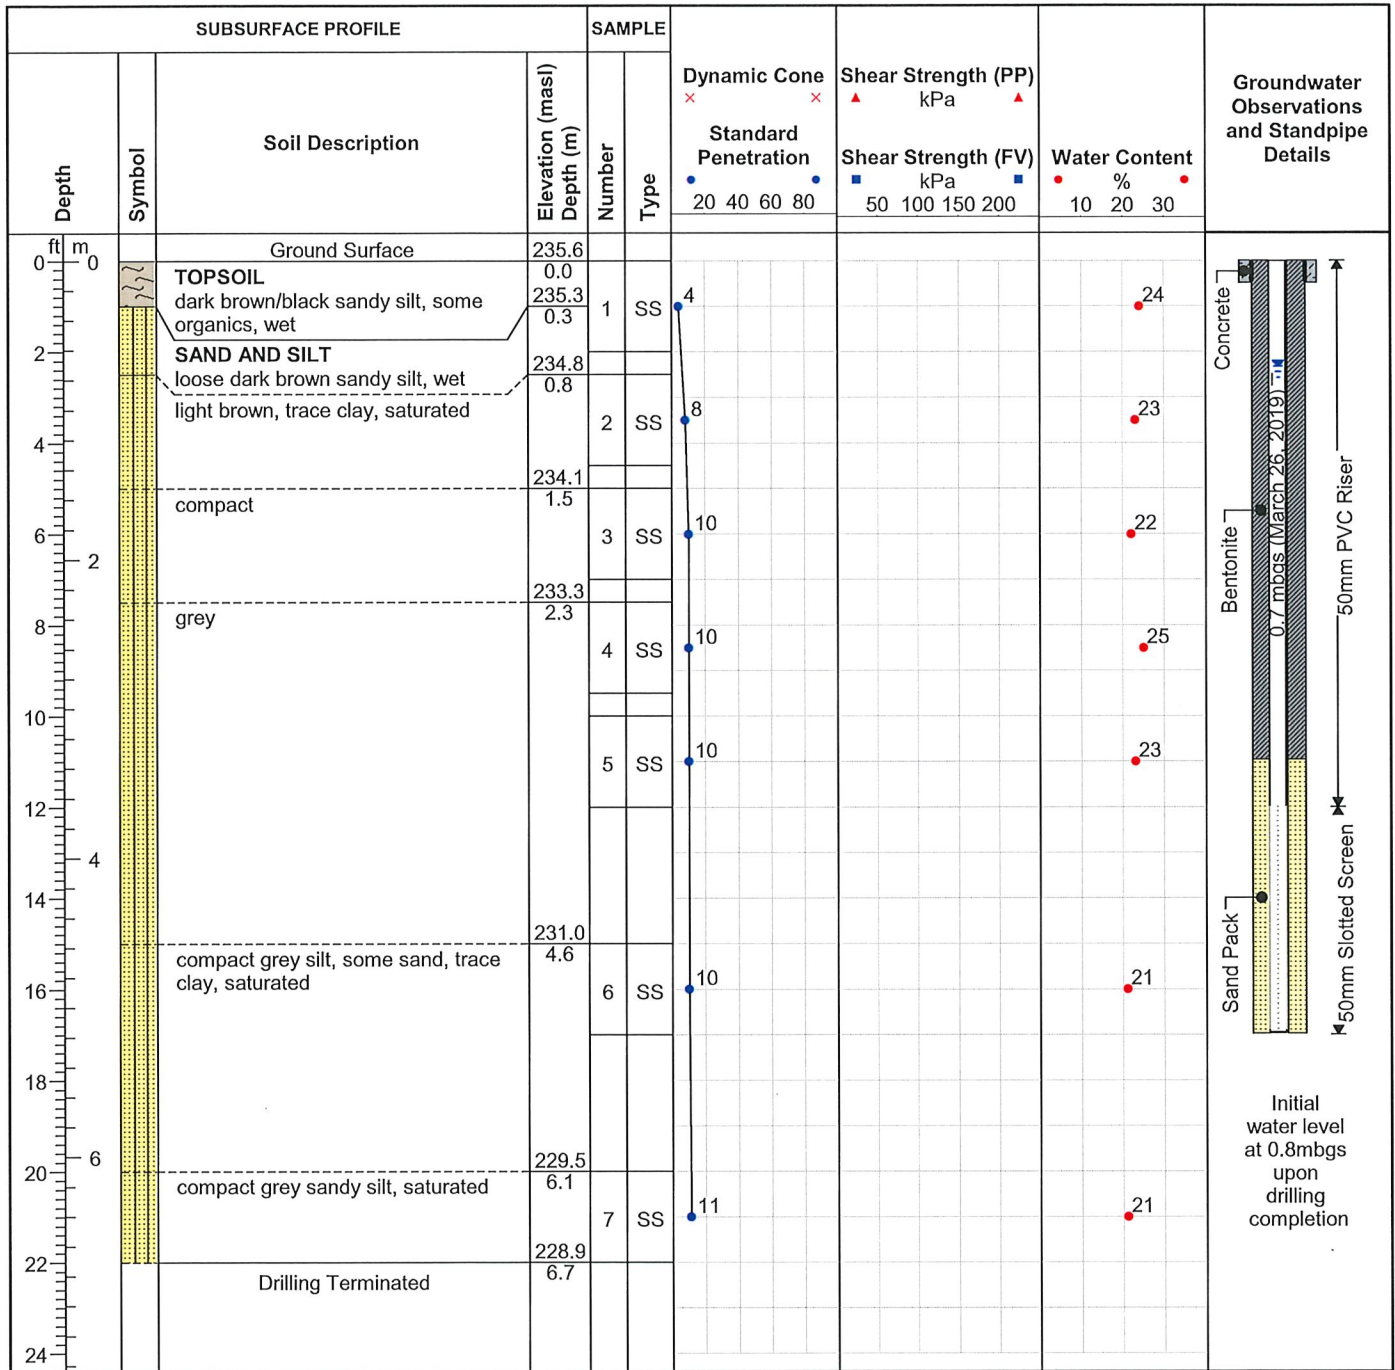 SUBSURFACE PROFILE
SAMPLE
Depth
Symbol
Soil Description
Elevation (masl)
Depth (m)
Number
Type
Dynamic Cone
Standard
Penetration
20 40 60 80
Shear Strength (PP)
kPa
Shear Strength (FV)
kPa
50 100 150 200
Water Content
%
10 20 30
Groundwater
Observations
and Standpipe
Details
ft m
0
2
4
6
8
10
12
14
16
18
20
22
24
0
2
4
6
Ground Surface
TOPSOIL
dark brown/black sandy silt, some
organics, wet
SAND AND SILT
loose dark brown sandy silt, wet
light brown, trace clay, saturated
compact
grey
compact grey silt, some sand, trace
clay, saturated
compact grey sandy silt, saturated
Drilling Terminated
235.6
0.0
235.3
0.3
234.8
0.8
234.1
1.5
233.3
2.3
231.0
4.6
229.5
6.1
228.9
6.7
1 SS
2 SS
3 SS
4 SS
5 SS
6 SS
7 SS
4
8
10
10
10
10
11
24
23
22
25
23
21
21
Concrete
Bentonite
Sand Pack
0.7 mbgs (March 26, 2019)
50mm PVC Riser
50mm Slotted Screen
Initial
water level
at 0.8mbgs
upon
drilling
completion